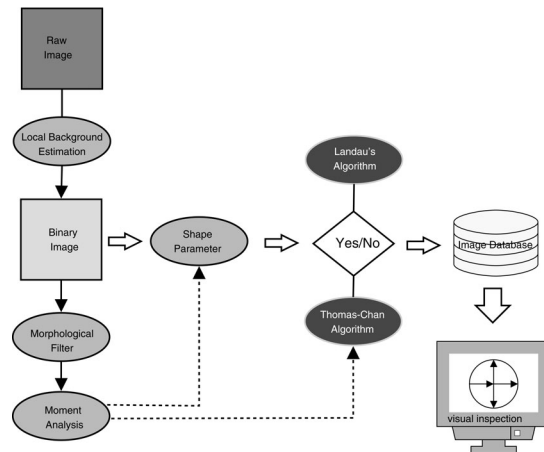 Raw
Image
Local Background
Estimation
Binary
Image
Shape
Parameter
Landau's
Algorithm
Yes/No
Thomas-Chan
Algorithm
Image Database
Morphological
Filter
Moment
Analysis
visual inspection